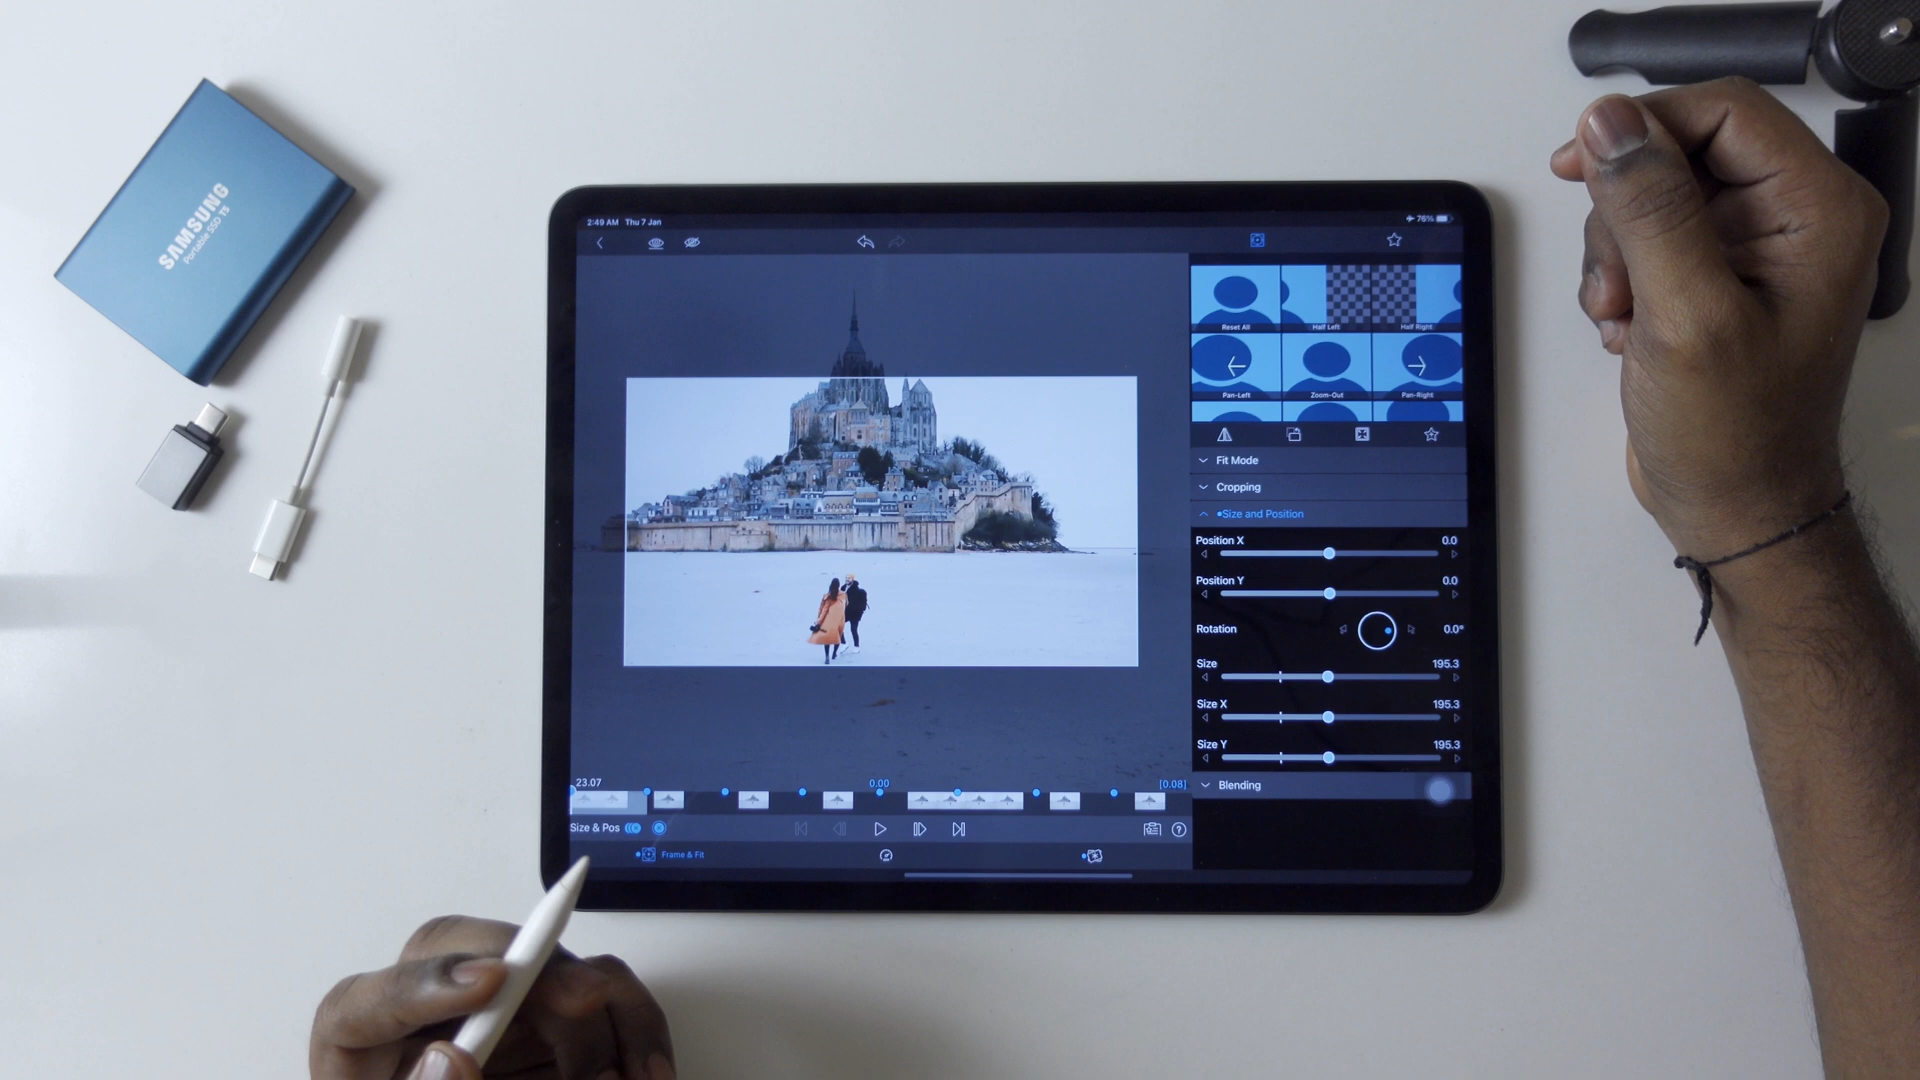 SAMSUNG
Portable SSD T5
2:49 AM Thu 7 Jan
76%
Reset All
Half Left
Half Right
Pan-Left
Zoom-Out
Pan-Right
Fit Mode
Cropping
Size and Position
Position X 0.0
Position Y 0.0
Rotation 0.0°
Size 195.3
Size X 195.3
Size Y 195.3
Blending
23.07 0.00 [0.08]
Size & Pos
Frame & Fit